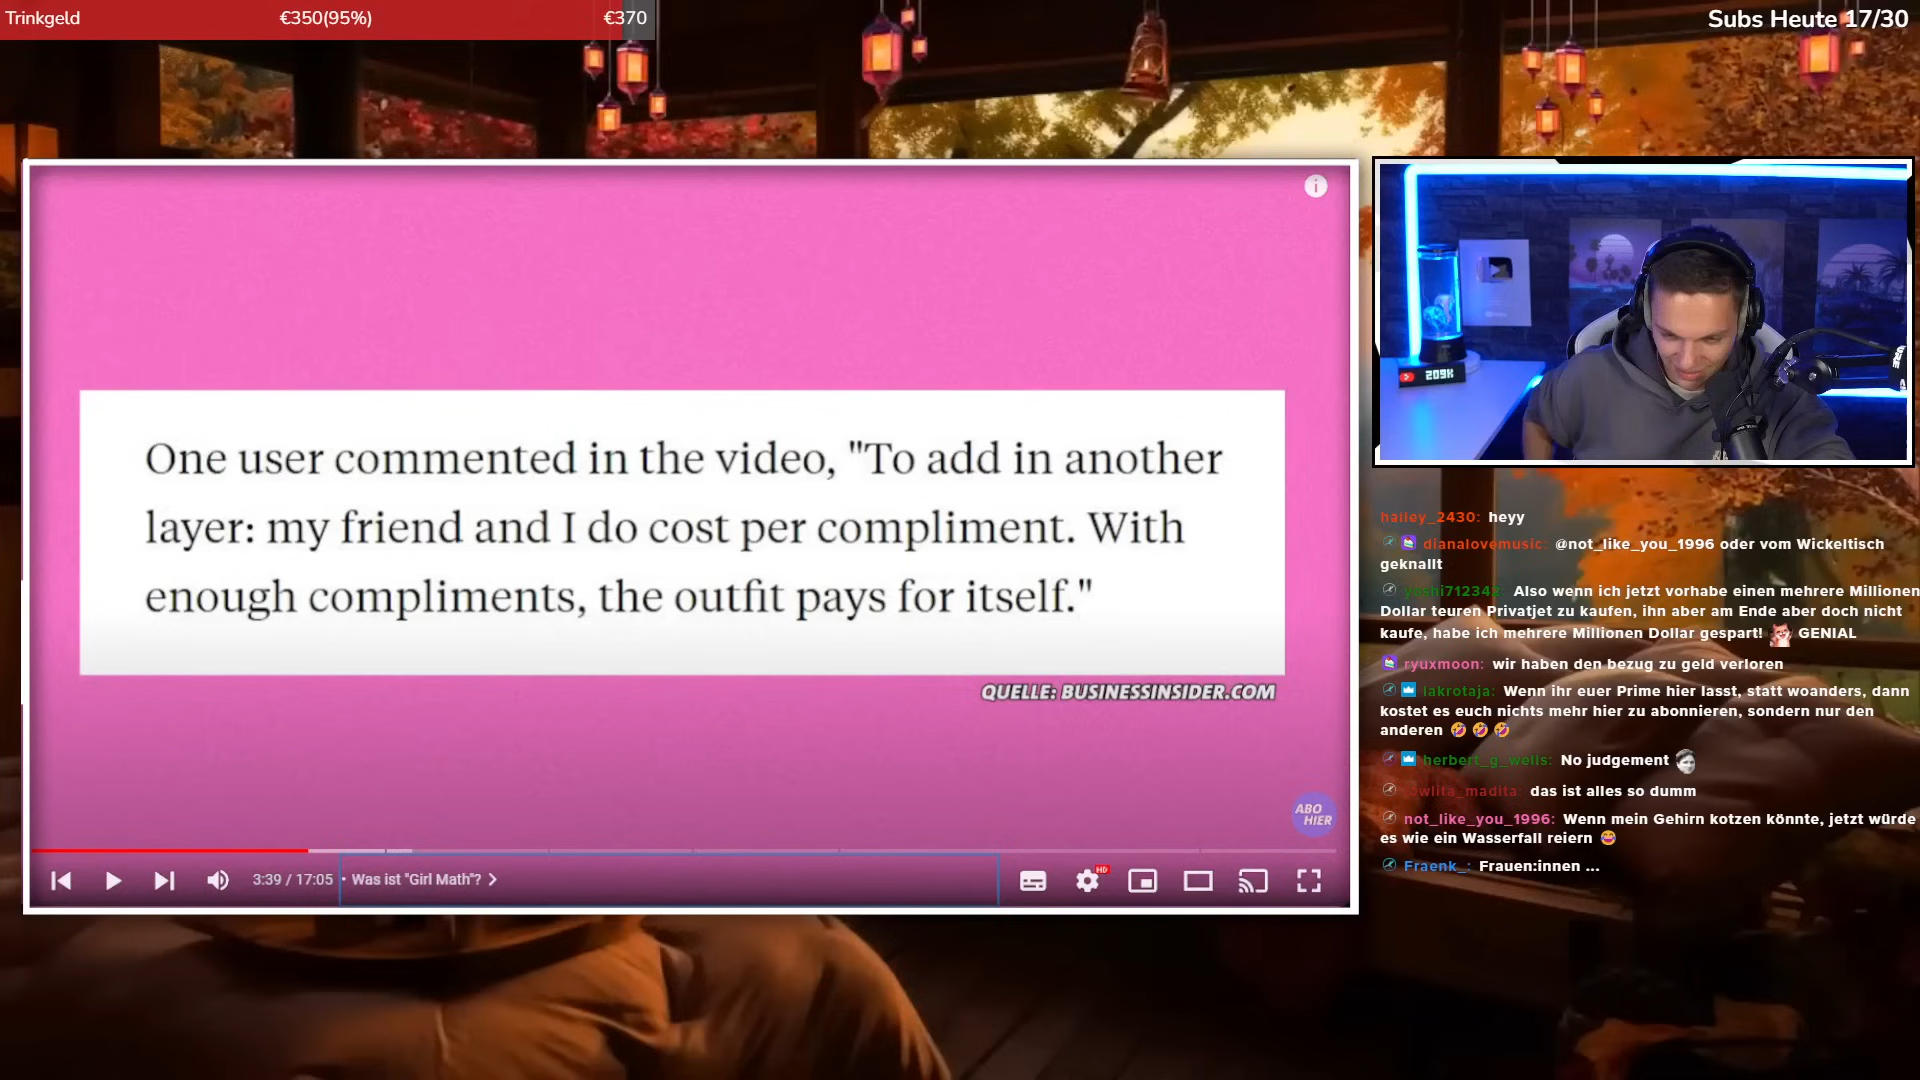 Trinkgeld €350(95%) €370
Subs Heute 17/30
One user commented in the video, "To add in another
layer: my friend and I do cost per compliment. With
enough compliments, the outfit pays for itself."
QUELLE: BUSINESSINSIDER.COM
ABO
HIER
3:39 / 17:05 • Was ist "Girl Math"?
HD
209K
hailey_2430: heyy
dianalovemusic: @not_like_you_1996 oder vom Wickeltisch
geknallt
yoshi712342: Also wenn ich jetzt vorhabe einen mehrere Millionen
Dollar teuren Privatjet zu kaufen, ihn aber am Ende aber doch nicht
kaufe, habe ich mehrere Millionen Dollar gespart! GENIAL
ryuxmoon: wir haben den bezug zu geld verloren
lakrotaja: Wenn ihr euer Prime hier lasst, statt woanders, dann
kostet es euch nichts mehr hier zu abonnieren, sondern nur den
anderen 🤣 🤣 🤣
herbert_g_wells: No judgement
das ist alles so dumm
not_like_you_1996: Wenn mein Gehirn kotzen könnte, jetzt würde
es wie ein Wasserfall reiern 😂
Fraenk_: Frauen:innen ...